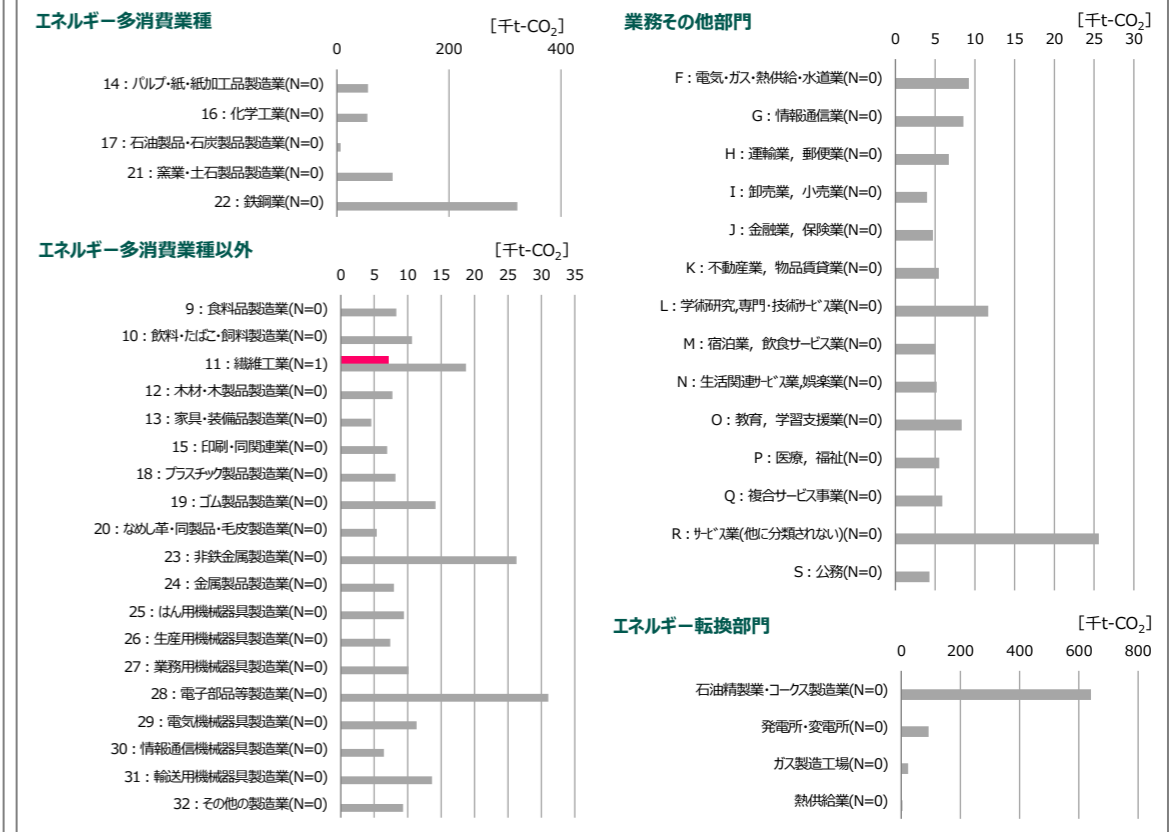 エネルギー多消費業種
[千t-CO₂]
0 200 400
14：パルプ・紙・紙加工品製造業(N=0)
16：化学工業(N=0)
17：石油製品・石炭製品製造業(N=0)
21：窯業・土石製品製造業(N=0)
22：鉄鋼業(N=0)
エネルギー多消費業種以外
[千t-CO₂]
0 5 10 15 20 25 30 35
9：食料品製造業(N=0)
10：飲料・たばこ・飼料製造業(N=0)
11：繊維工業(N=1)
12：木材・木製品製造業(N=0)
13：家具・装備品製造業(N=0)
15：印刷・同関連業(N=0)
18：プラスチック製品製造業(N=0)
19：ゴム製品製造業(N=0)
20：なめし革・同製品・毛皮製造業(N=0)
23：非鉄金属製造業(N=0)
24：金属製品製造業(N=0)
25：はん用機械器具製造業(N=0)
26：生産用機械器具製造業(N=0)
27：業務用機械器具製造業(N=0)
28：電子部品等製造業(N=0)
29：電気機械器具製造業(N=0)
30：情報通信機械器具製造業(N=0)
31：輸送用機械器具製造業(N=0)
32：その他の製造業(N=0)
業務その他部門
[千t-CO₂]
0 5 10 15 20 25 30
F：電気・ガス・熱供給・水道業(N=0)
G：情報通信業(N=0)
H：運輸業，郵便業(N=0)
I：卸売業，小売業(N=0)
J：金融業，保険業(N=0)
K：不動産業，物品賃貸業(N=0)
L：学術研究,専門・技術ｻｰﾋﾞｽ業(N=0)
M：宿泊業，飲食サービス業(N=0)
N：生活関連ｻｰﾋﾞｽ業,娯楽業(N=0)
O：教育，学習支援業(N=0)
P：医療，福祉(N=0)
Q：複合サービス事業(N=0)
R：ｻｰﾋﾞｽ業(他に分類されない)(N=0)
S：公務(N=0)
エネルギー転換部門
[千t-CO₂]
0 200 400 600 800
石油精製業・コークス製造業(N=0)
発電所・変電所(N=0)
ガス製造工場(N=0)
熱供給業(N=0)